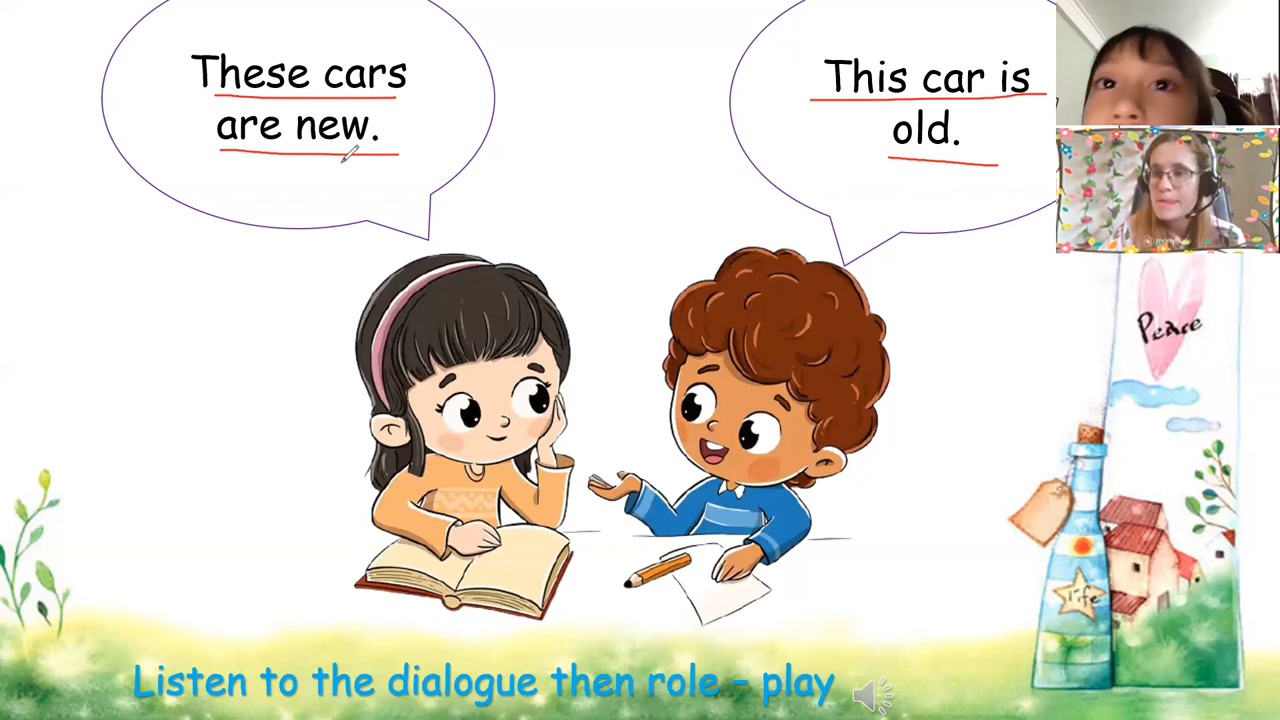 These cars
are new.
This car is
old.
Peace
life
Listen to the dialogue then role – play